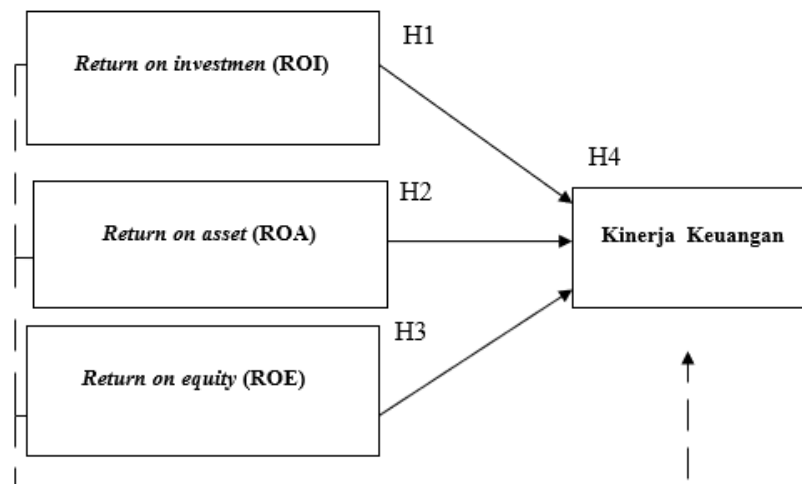 H1
Return on investmen (ROI)
H4
H2
Return on asset (ROA)
Kinerja Keuangan
H3
Return on equity (ROE)